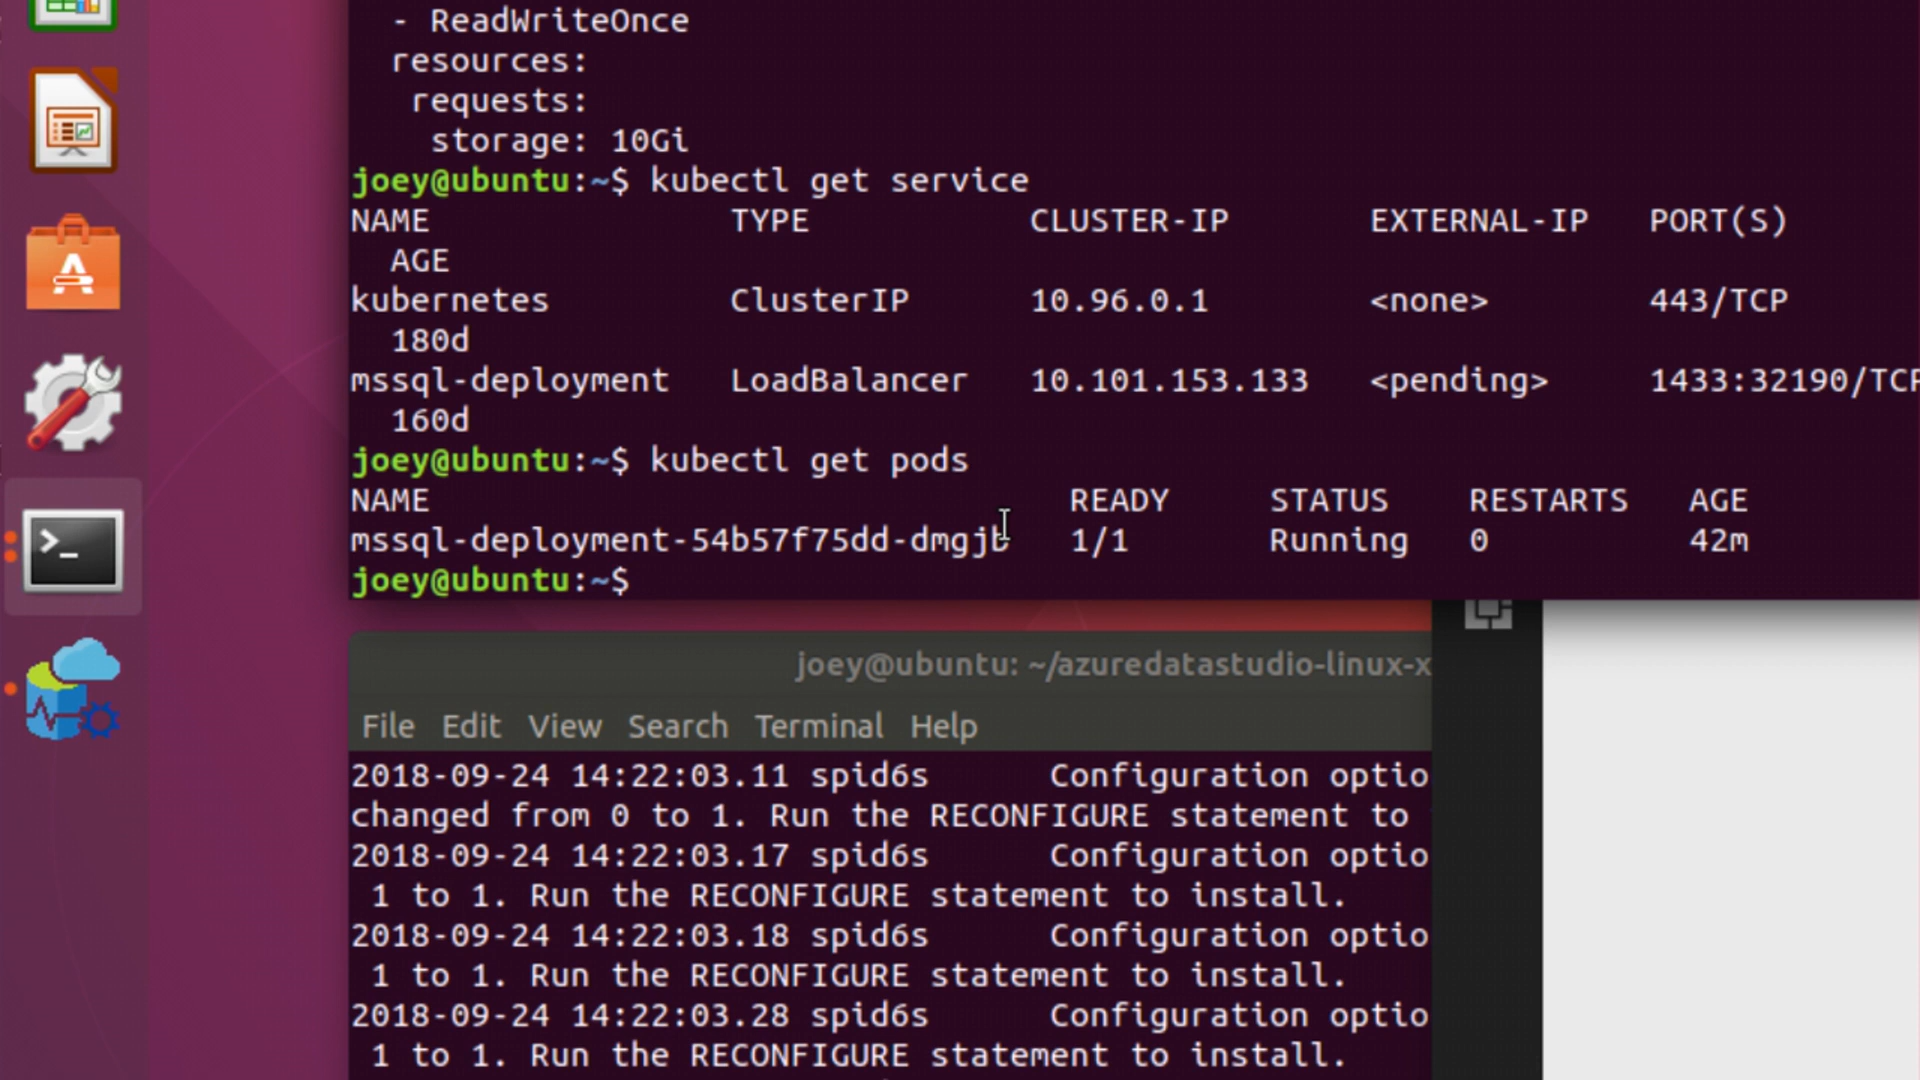 - ReadWriteOnce
resources:
requests:
storage: 10Gi
joey@ubuntu:~$ kubectl get service
NAME TYPE CLUSTER-IP EXTERNAL-IP PORT(S)
AGE
kubernetes ClusterIP 10.96.0.1 <none> 443/TCP
180d
mssql-deployment LoadBalancer 10.101.153.133 <pending> 1433:32190/TCP
160d
joey@ubuntu:~$ kubectl get pods
NAME READY STATUS RESTARTS AGE
mssql-deployment-54b57f75dd-dmgjb 1/1 Running 0 42m
joey@ubuntu:~$
joey@ubuntu: ~/azuredatastudio-linux-x
File Edit View Search Terminal Help
2018-09-24 14:22:03.11 spid6s Configuration optio
changed from 0 to 1. Run the RECONFIGURE statement to
2018-09-24 14:22:03.17 spid6s Configuration optio
1 to 1. Run the RECONFIGURE statement to install.
2018-09-24 14:22:03.18 spid6s Configuration optio
1 to 1. Run the RECONFIGURE statement to install.
2018-09-24 14:22:03.28 spid6s Configuration optio
1 to 1. Run the RECONFIGURE statement to install.